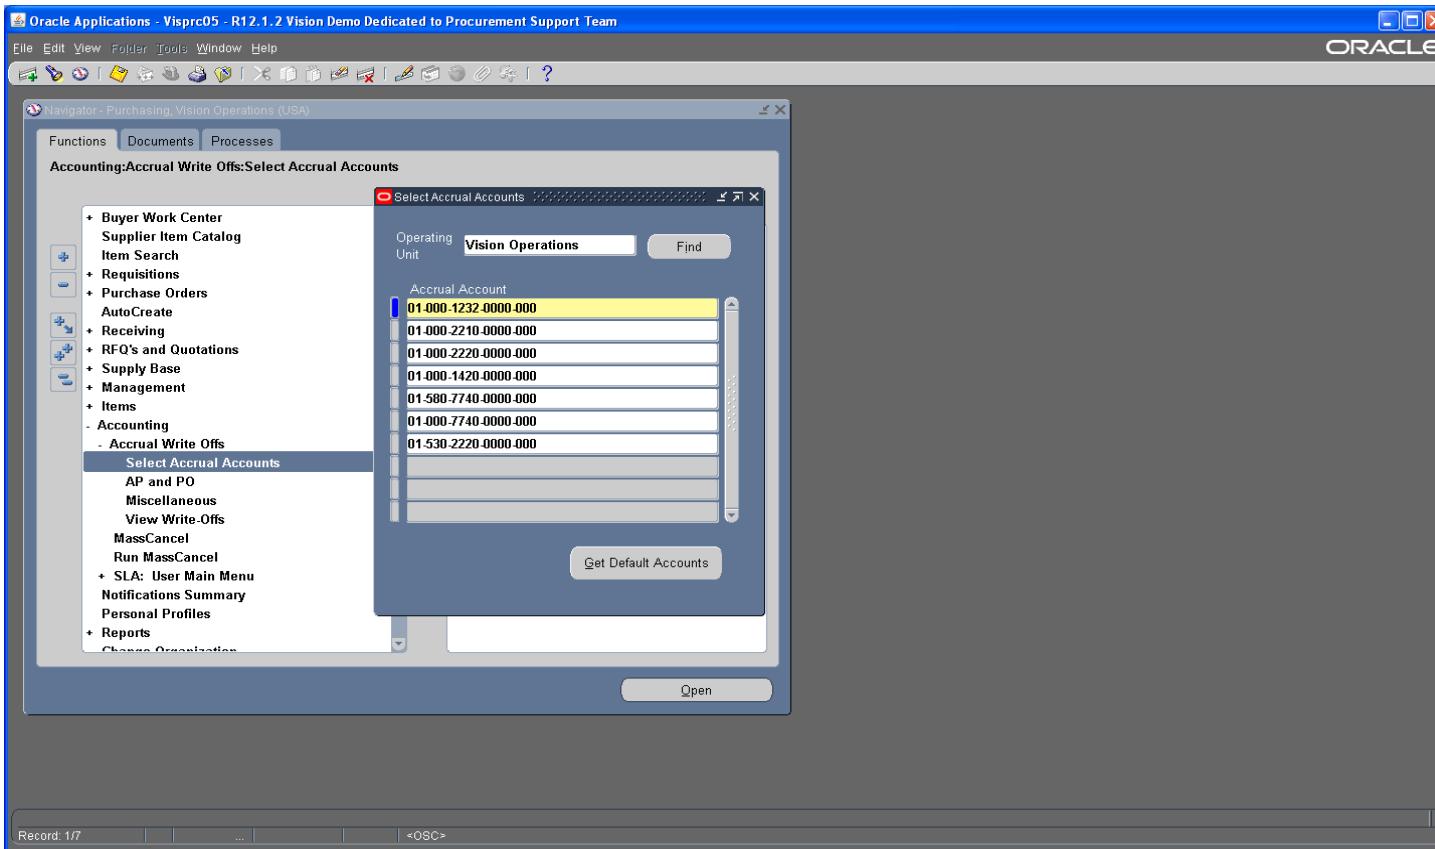 Oracle Applications - Visprc05 - R12.1.2 Vision Demo Dedicated to Procurement Support Team
File Edit View Folder Tools Window Help
ORACLE
Navigator - Purchasing, Vision Operations (USA)
Functions Documents Processes
Accounting:Accrual Write Offs:Select Accrual Accounts
+ Buyer Work Center
Supplier Item Catalog
Item Search
+ Requisitions
+ Purchase Orders
AutoCreate
+ Receiving
+ RFQ's and Quotations
+ Supply Base
+ Management
+ Items
- Accounting
- Accrual Write Offs
Select Accrual Accounts
AP and PO
Miscellaneous
View Write-Offs
MassCancel
Run MassCancel
+ SLA: User Main Menu
Notifications Summary
Personal Profiles
+ Reports
Change Organization
Select Accrual Accounts
Operating Unit
Vision Operations
Find
Accrual Account
01-000-1232-0000-000
01-000-2210-0000-000
01-000-2220-0000-000
01-000-1420-0000-000
01-580-7740-0000-000
01-000-7740-0000-000
01-530-2220-0000-000
Get Default Accounts
Open
Record: 1/7 ... <OSC>